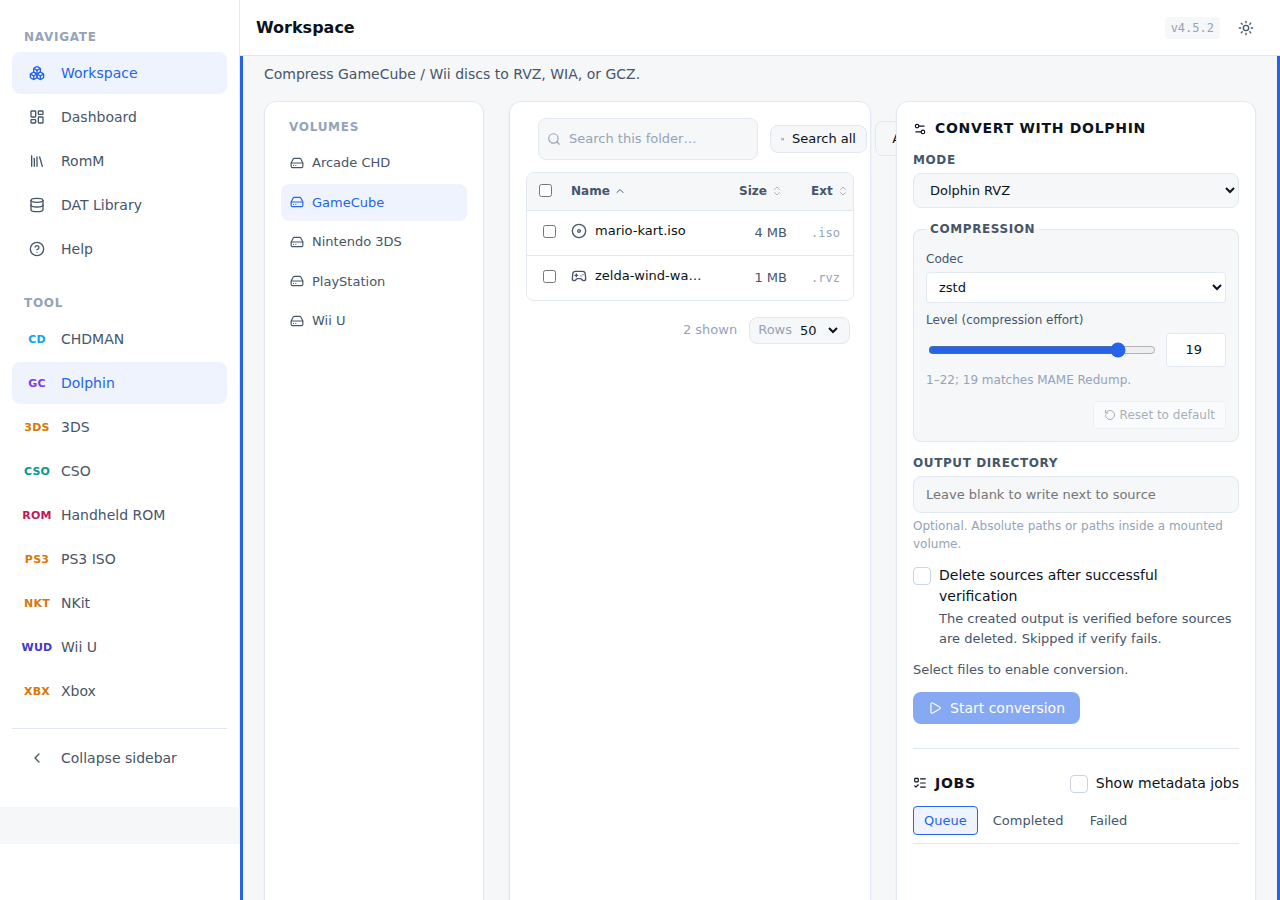 NAVIGATE
Workspace
Dashboard
RomM
DAT Library
Help
TOOL
CD CHDMAN
GC Dolphin
3DS 3DS
CSO CSO
ROM Handheld ROM
PS3 PS3 ISO
NKT NKit
WUD Wii U
XBX Xbox
Collapse sidebar
Workspace
v4.5.2
Compress GameCube / Wii discs to RVZ, WIA, or GCZ.
VOLUMES
Arcade CHD
GameCube
Nintendo 3DS
PlayStation
Wii U
Search this folder…
Search all
Name Size Ext
mario-kart.iso 4 MB .iso
zelda-wind-wa… 1 MB .rvz
2 shown Rows 50
CONVERT WITH DOLPHIN
MODE
Dolphin RVZ
COMPRESSION
Codec
zstd
Level (compression effort)
19
1–22; 19 matches MAME Redump.
Reset to default
OUTPUT DIRECTORY
Leave blank to write next to source
Optional. Absolute paths or paths inside a mounted
volume.
Delete sources after successful
verification
The created output is verified before sources
are deleted. Skipped if verify fails.
Select files to enable conversion.
Start conversion
JOBS
Show metadata jobs
Queue Completed Failed